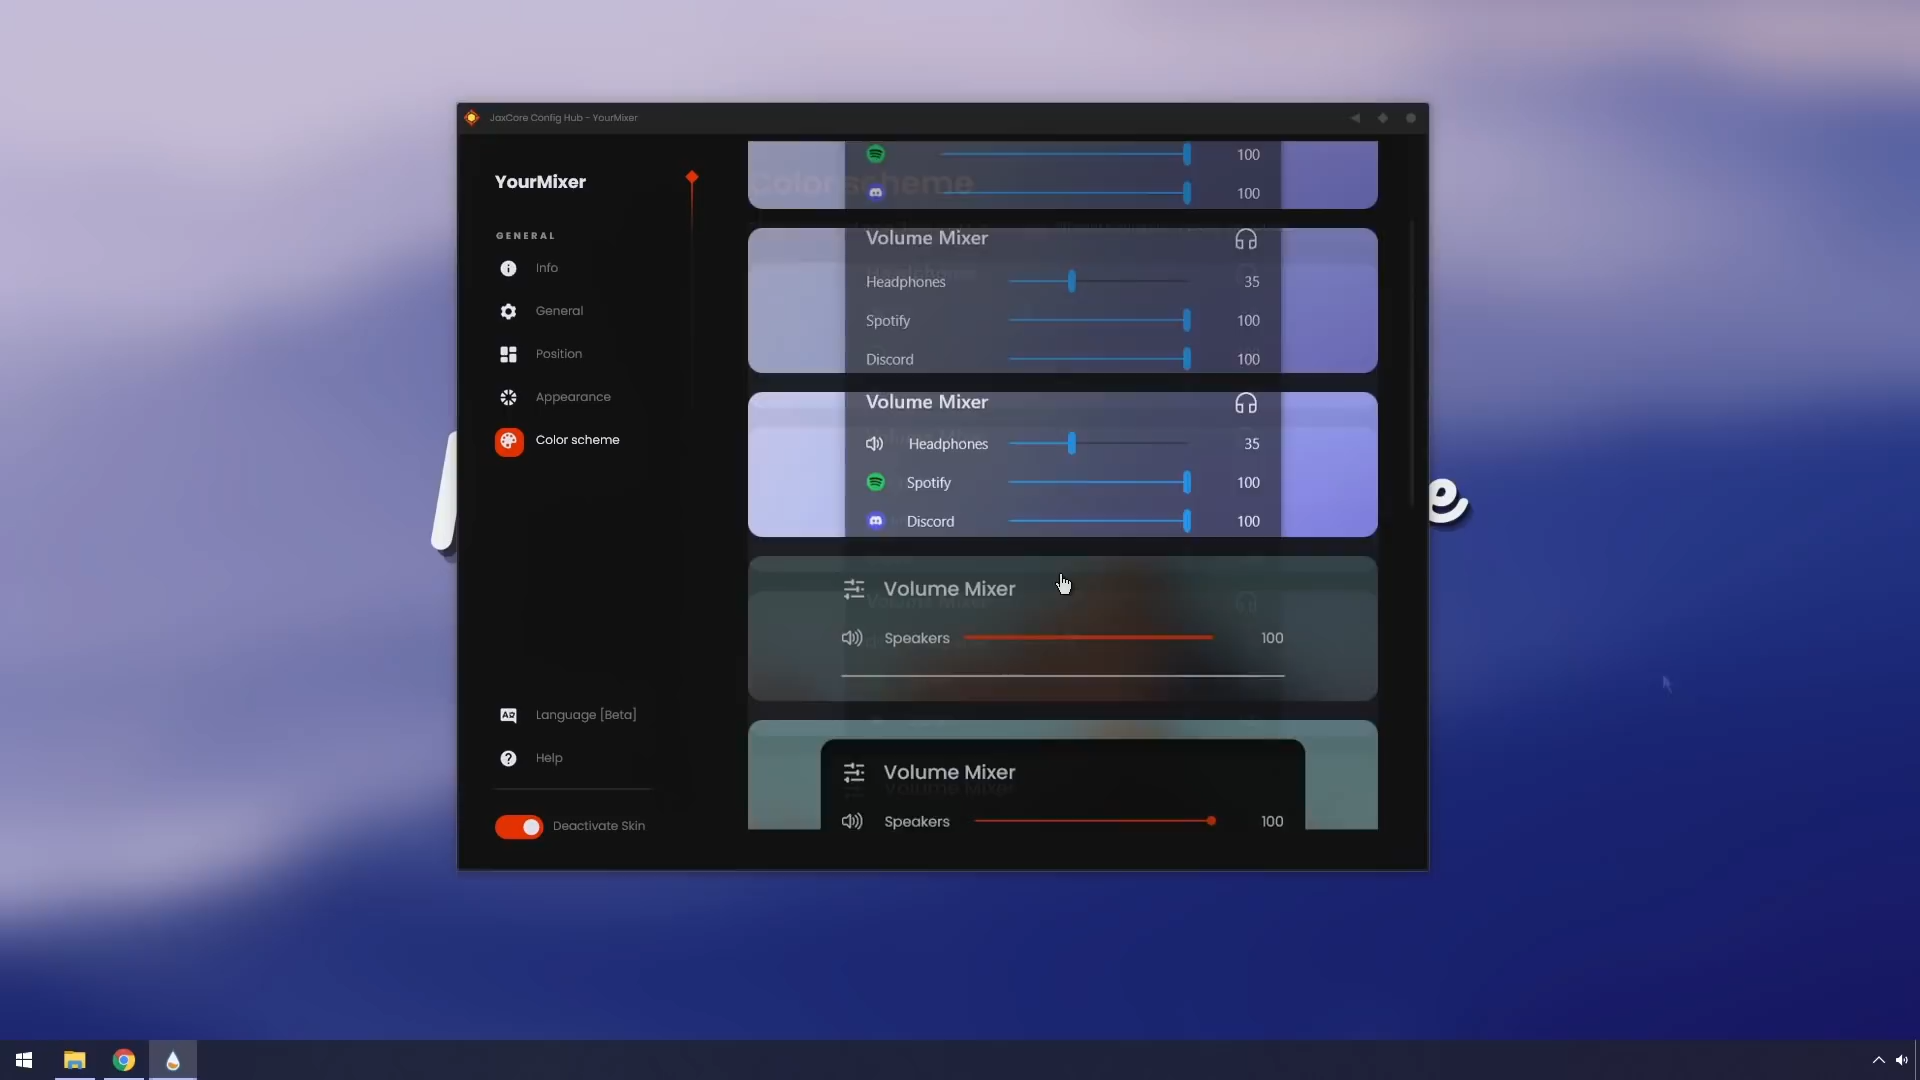 JaxCore Config Hub - YourMixer
YourMixer
GENERAL
Info
General
Position
Appearance
Color scheme
Language [Beta]
Help
Deactivate Skin
Color scheme
100
100
Volume Mixer
Headphones 35
Spotify 100
Discord 100
Volume Mixer
Headphones 35
Spotify 100
Discord 100
Volume Mixer
Speakers 100
Volume Mixer
Speakers 100
e